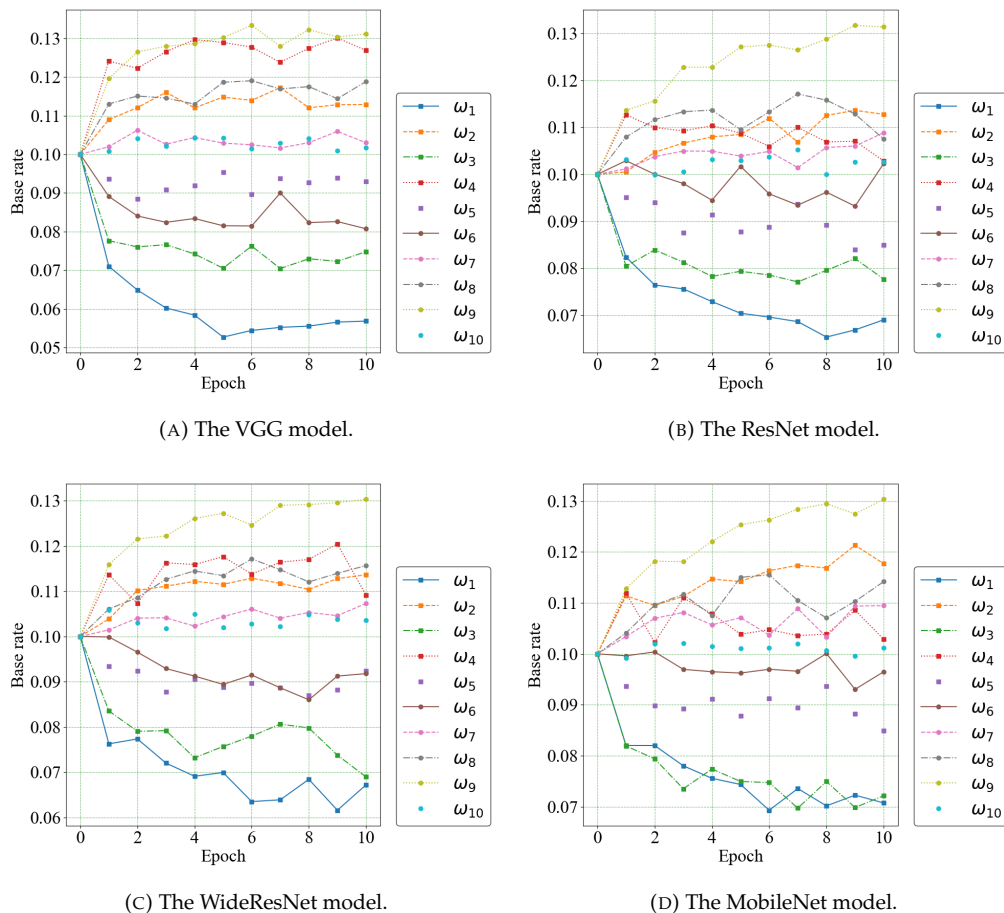 0.13
0.12
0.11
0.10
0.09
0.08
0.07
0.06
0.05
Base rate
0 2 4 6 8 10
Epoch
ω1
ω2
ω3
ω4
ω5
ω6
ω7
ω8
ω9
ω10
(A) The VGG model.
0.13
0.12
0.11
0.10
0.09
0.08
0.07
Base rate
0 2 4 6 8 10
Epoch
ω1
ω2
ω3
ω4
ω5
ω6
ω7
ω8
ω9
ω10
(B) The ResNet model.
0.13
0.12
0.11
0.10
0.09
0.08
0.07
0.06
Base rate
0 2 4 6 8 10
Epoch
ω1
ω2
ω3
ω4
ω5
ω6
ω7
ω8
ω9
ω10
(C) The WideResNet model.
0.13
0.12
0.11
0.10
0.09
0.08
0.07
Base rate
0 2 4 6 8 10
Epoch
ω1
ω2
ω3
ω4
ω5
ω6
ω7
ω8
ω9
ω10
(D) The MobileNet model.